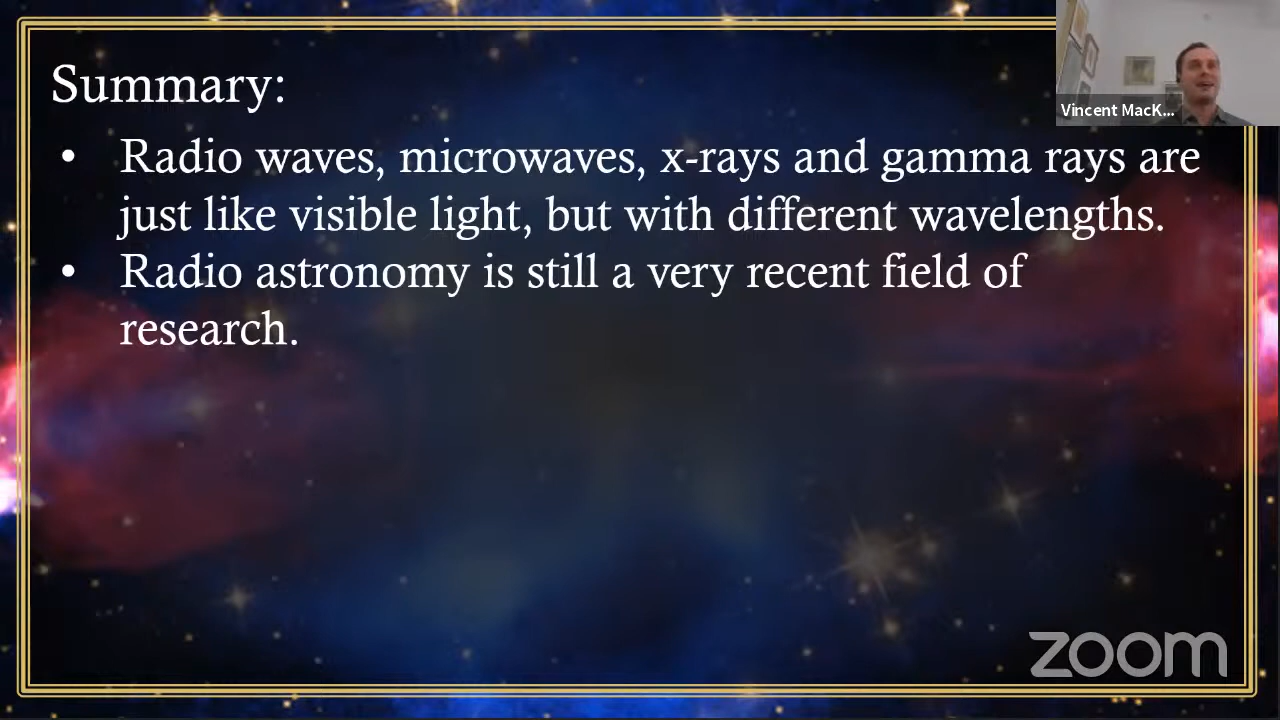 Summary:
• Radio waves, microwaves, x-rays and gamma rays are
just like visible light, but with different wavelengths.
• Radio astronomy is still a very recent field of
research.
Vincent MacK...
zoom